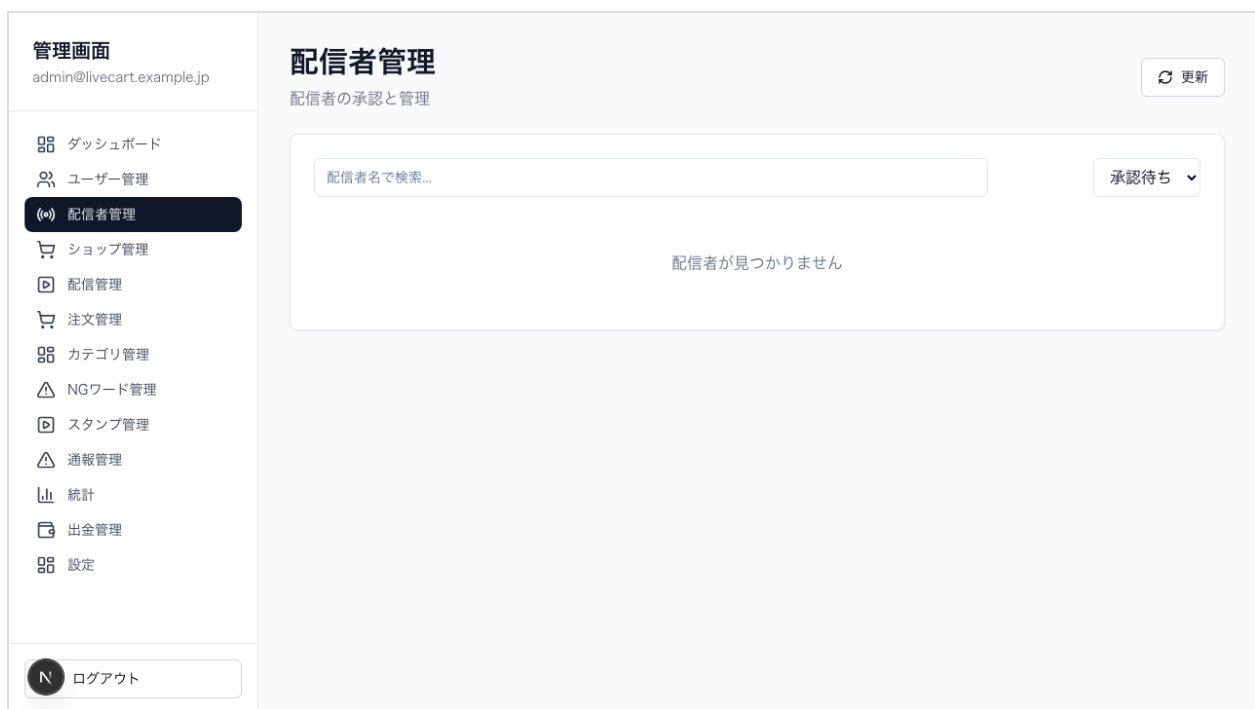 管理画面
admin@livecart.example.jp
ダッシュボード
ユーザー管理
配信者管理
ショップ管理
配信管理
注文管理
カテゴリ管理
NGワード管理
スタンプ管理
通報管理
統計
出金管理
設定
N
ログアウト
配信者管理
配信者の承認と管理
更新
配信者名で検索...
承認待ち
配信者が見つかりません